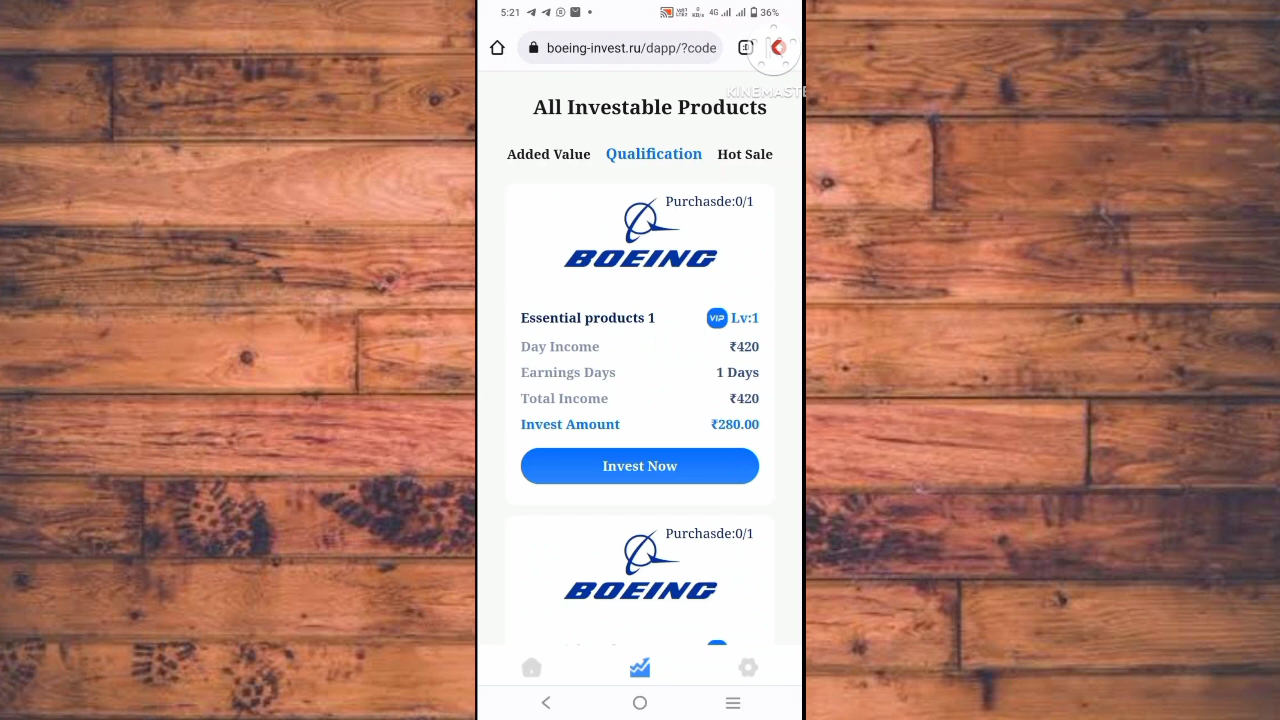 5:21
4G
36%
boeing-invest.ru/dapp/?code
KINEMASTE
All Investable Products
Added Value Qualification Hot Sale
Purchasde:0/1
BOEING
Essential products 1 VIP Lv:1
Day Income ₹420
Earnings Days 1 Days
Total Income ₹420
Invest Amount ₹280.00
Invest Now
Purchasde:0/1
BOEING